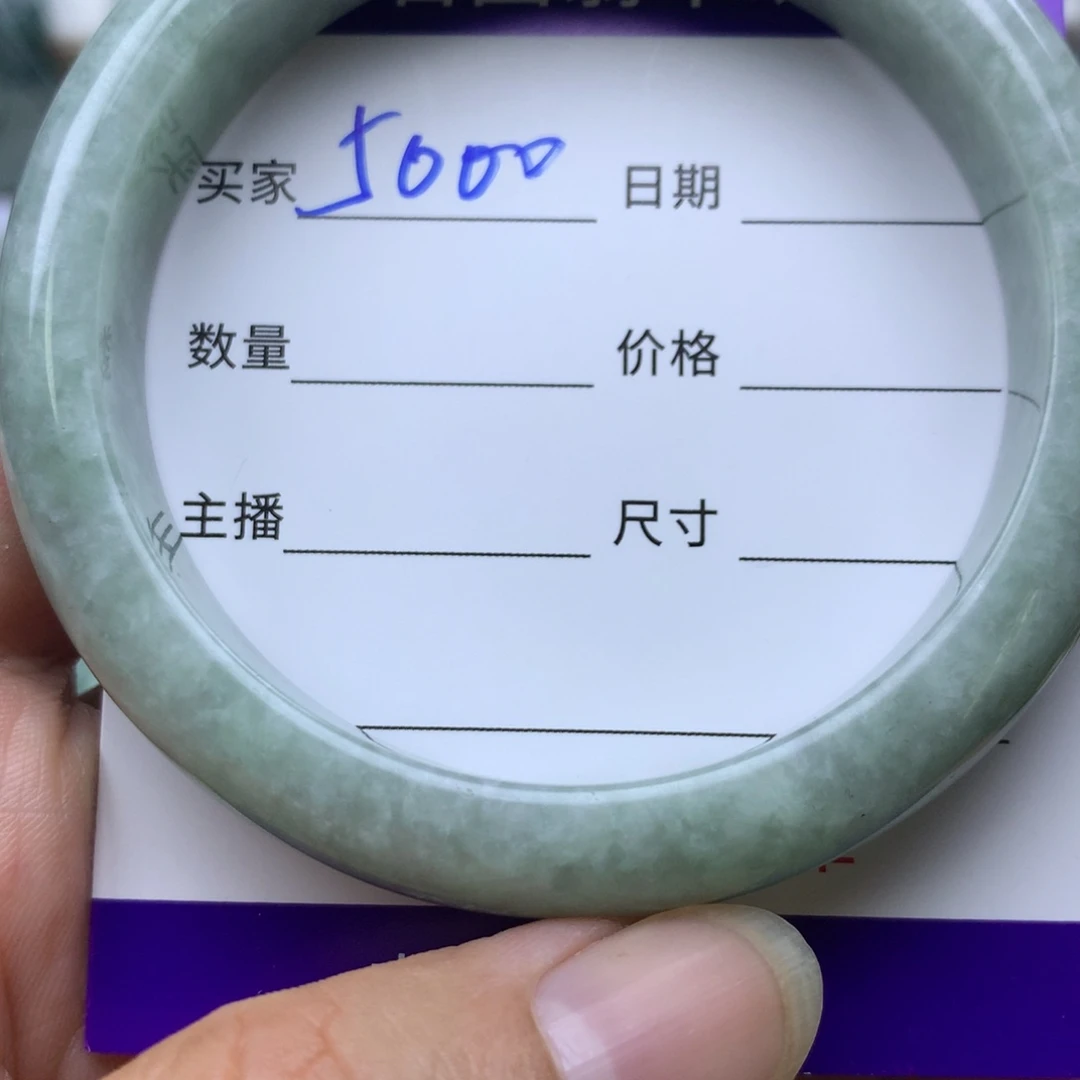 买家 5000 日期
数量 价格
主播 尺寸